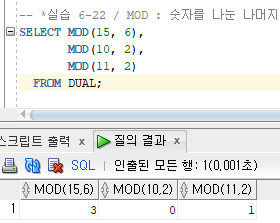 -- *실습 6-22 / MOD : 숫자를 나눈 나머지
SELECT MOD(15, 6),
MOD(10, 2),
MOD(11, 2)
FROM DUAL;
스크립트 출력 × 질의 결과 ×
SQL | 인출된 모든 행: 1(0,001초)
MOD(15,6) MOD(10,2) MOD(11,2)
1 3 0 1